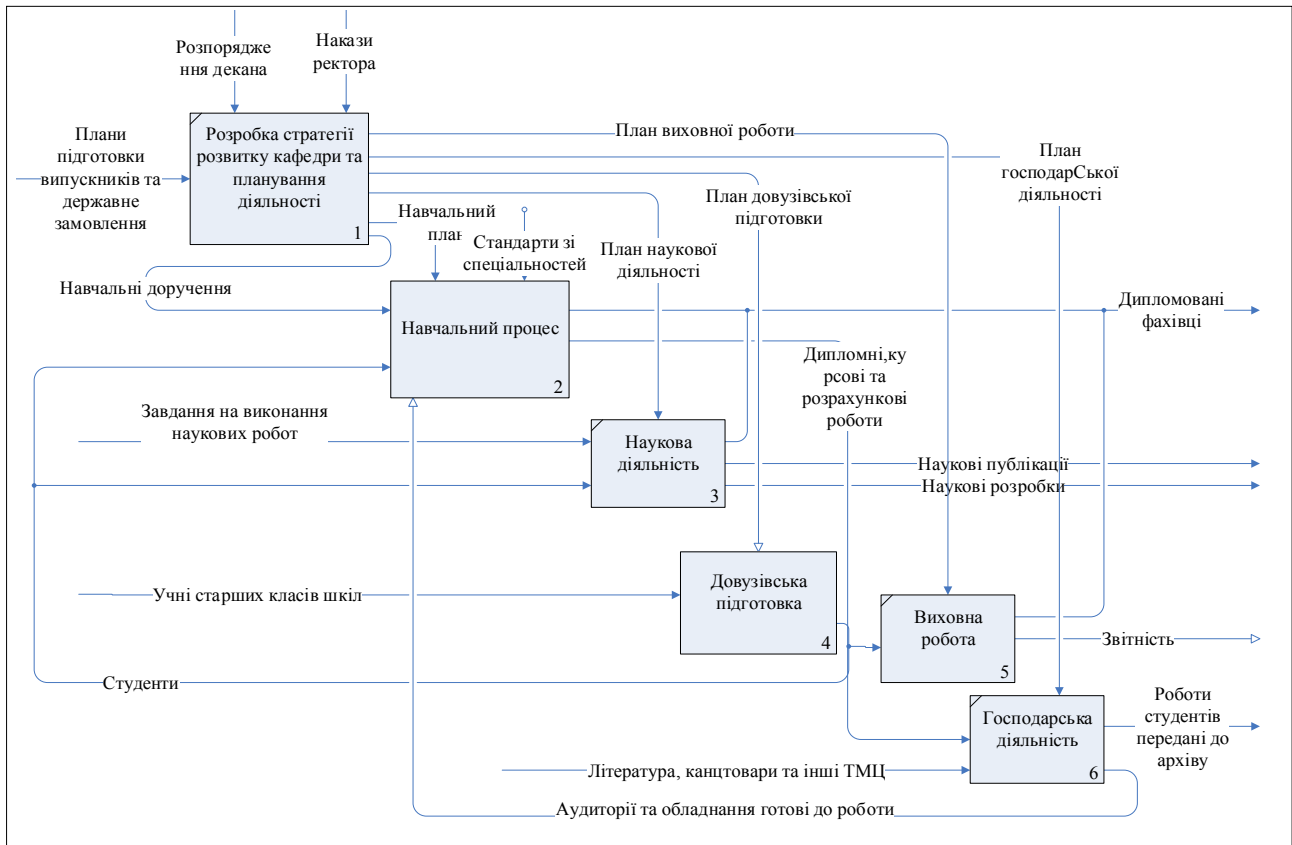 Розпорядже
ння декана
Накази
ректора
Плани
підготовки
випускників та
державне
замовлення
Розробка стратегії
розвитку кафедри та
планування
діяльності
1
План виховної роботи
План
господарСької
діяльності
План довузівської
підготовки
Навчальний
план
Стандарти зі
спеціальностей
План наукової
діяльності
Навчальні доручення
Навчальний процес
2
Дипломовані
фахівці
Дипломні,ку
рсові та
розрахункові
роботи
Завдання на виконання
наукових робот
Наукова
діяльність
3
Наукові публікації
Наукові розробки
Учні старших класів шкіл
Довузівська
підготовка
4
Виховна
робота
5
Звітність
Студенти
Господарська
діяльність
6
Роботи
студентів
передані до
архіву
Література, канцтовари та інші ТМЦ
Аудиторії та обладнання готові до роботи